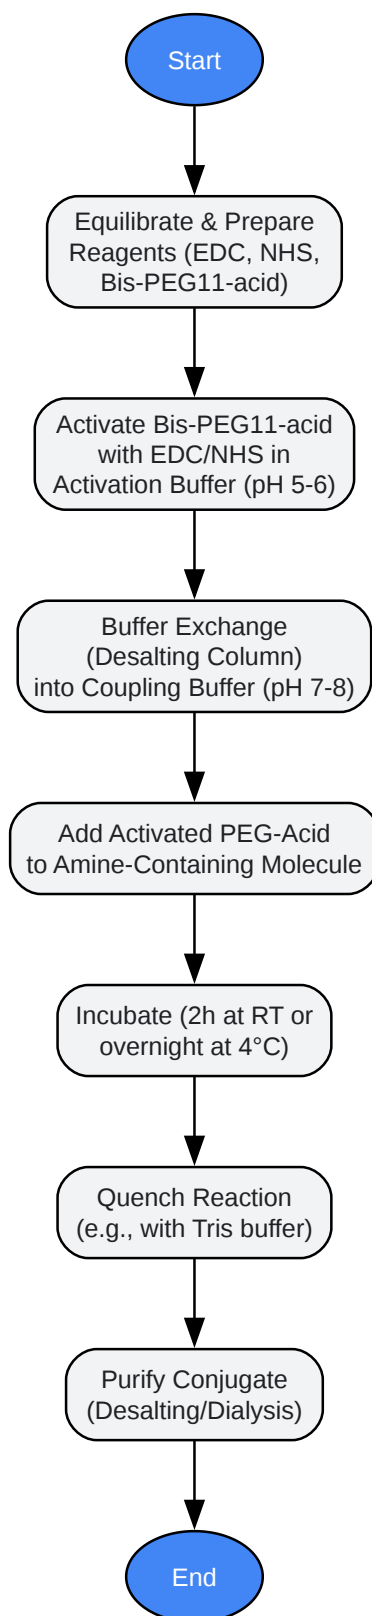 Start
Equilibrate & Prepare
Reagents (EDC, NHS,
Bis-PEG11-acid)
Activate Bis-PEG11-acid
with EDC/NHS in
Activation Buffer (pH 5-6)
Buffer Exchange
(Desalting Column)
into Coupling Buffer (pH 7-8)
Add Activated PEG-Acid
to Amine-Containing Molecule
Incubate (2h at RT or
overnight at 4°C)
Quench Reaction
(e.g., with Tris buffer)
Purify Conjugate
(Desalting/Dialysis)
End